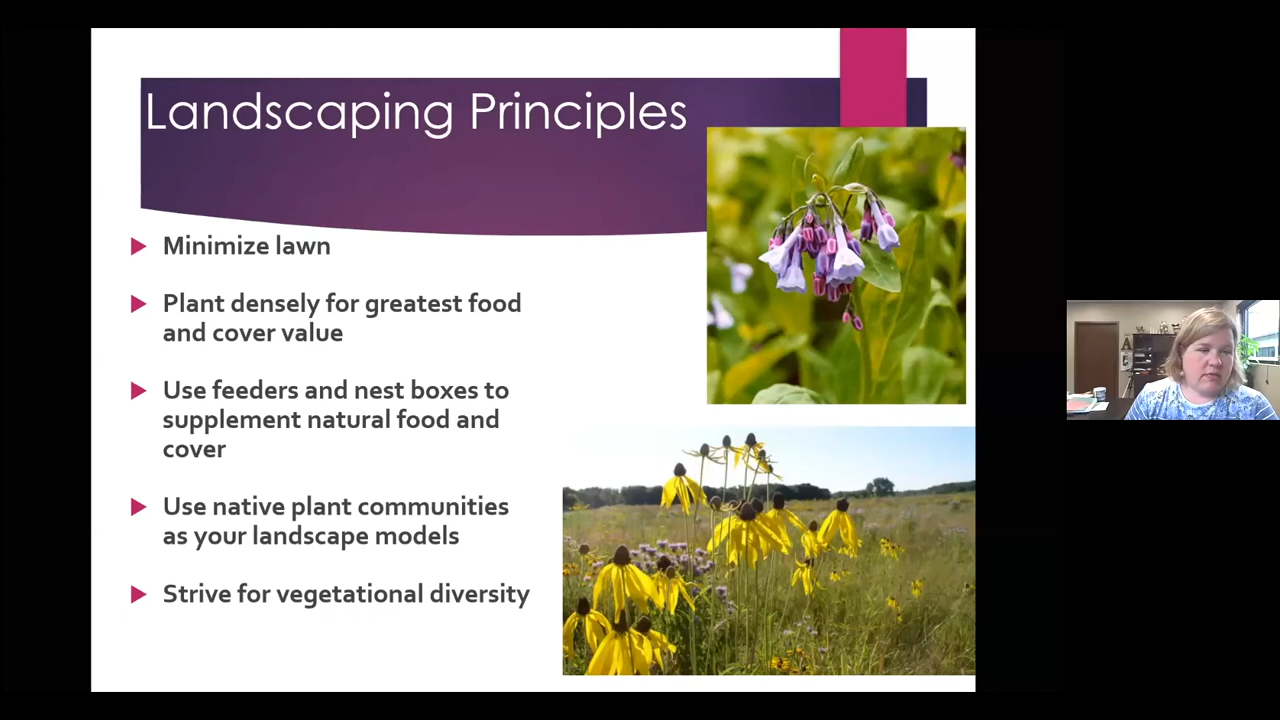 Landscaping Principles
Minimize lawn
Plant densely for greatest food
and cover value
Use feeders and nest boxes to
supplement natural food and
cover
Use native plant communities
as your landscape models
Strive for vegetational diversity
A